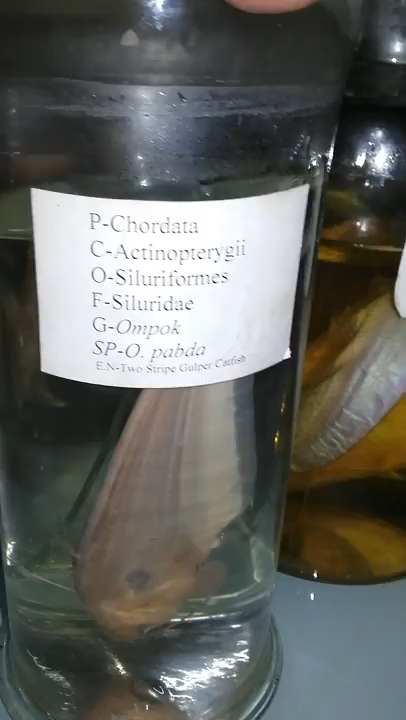 P-Chordata
C-Actinopterygii
O-Siluriformes
F-Siluridae
G-Ompok
SP-O. pabda
E.N-Two Stripe Gulper Catfish